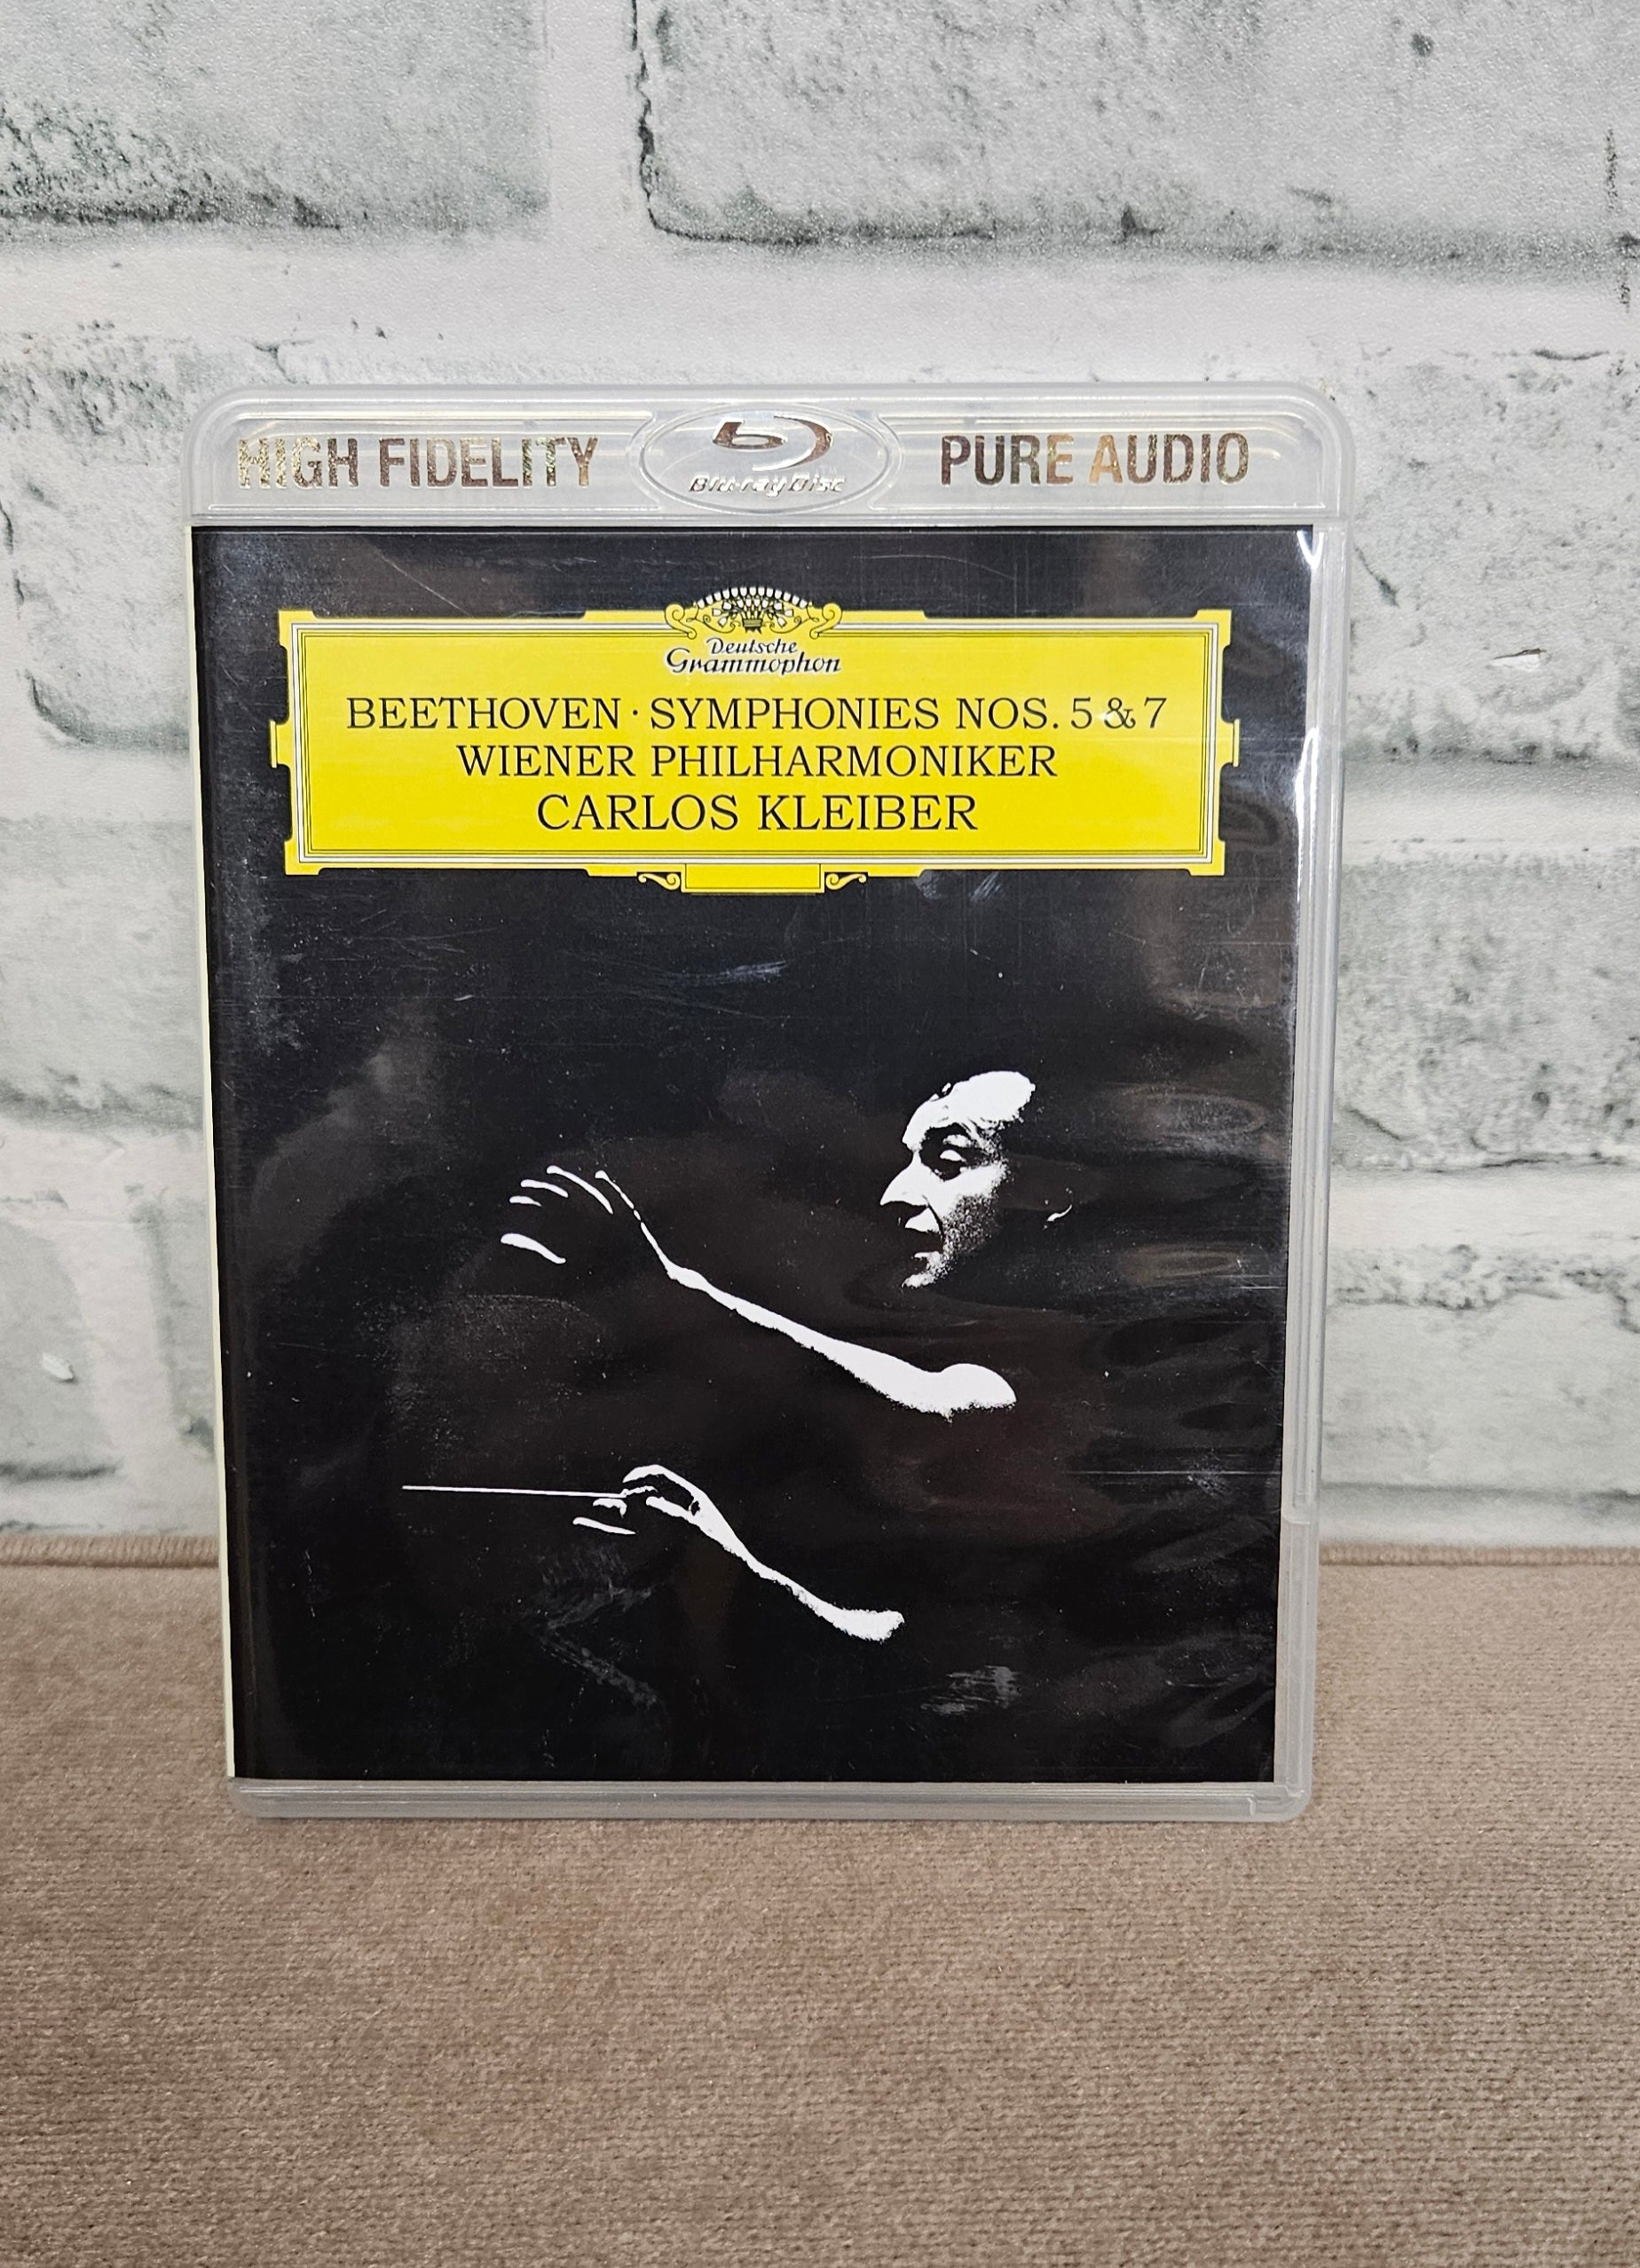 HIGH FIDELITY Blu-ray Disc PURE AUDIO
Deutsche
Grammophon
BEETHOVEN · SYMPHONIES NOS. 5 & 7
WIENER PHILHARMONIKER
CARLOS KLEIBER